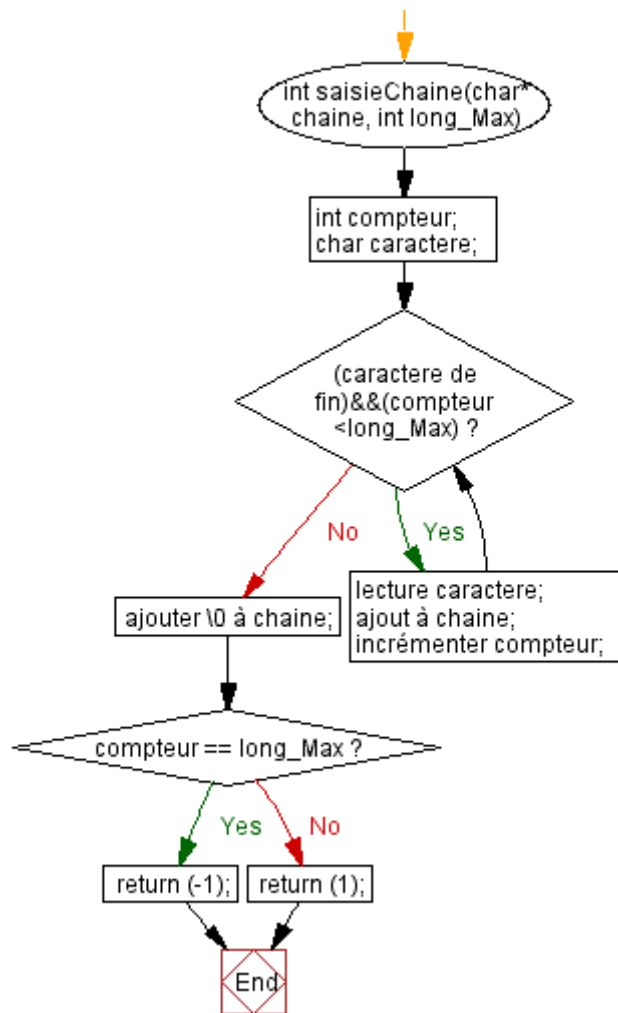 int saisieChaine(char*
chaine, int long_Max)
int compteur;
char caractere;
(caractere de
fin)&&(compteur
<long_Max) ?
No
Yes
lecture caractere;
ajout à chaine;
incrémenter compteur;
ajouter \0 à chaine;
compteur == long_Max ?
Yes
No
return (-1);
return (1);
End